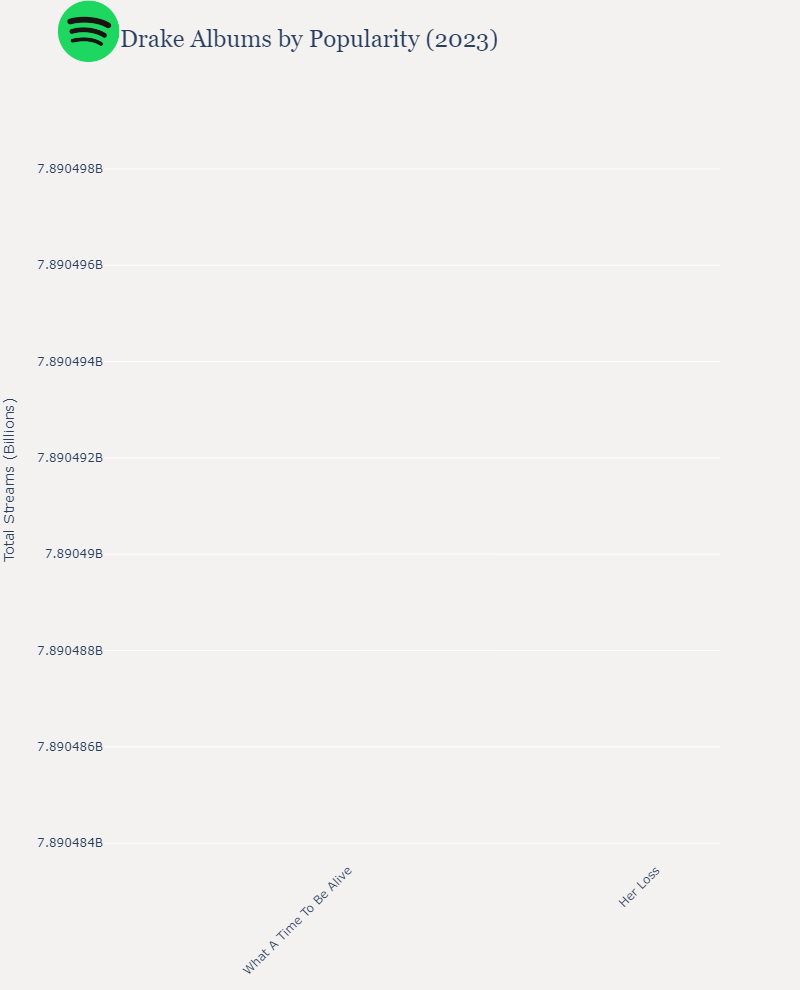 Drake Albums by Popularity (2023)
7.890498B
7.890496B
7.890494B
7.890492B
7.89049B
7.890488B
7.890486B
7.890484B
Total Streams (Billions)
What A Time To Be Alive
Her Loss